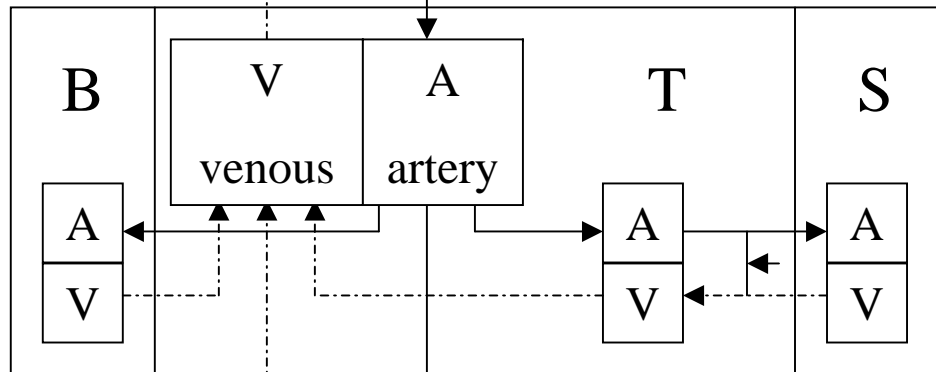 V A
B T S
venous artery
A A A
V V V